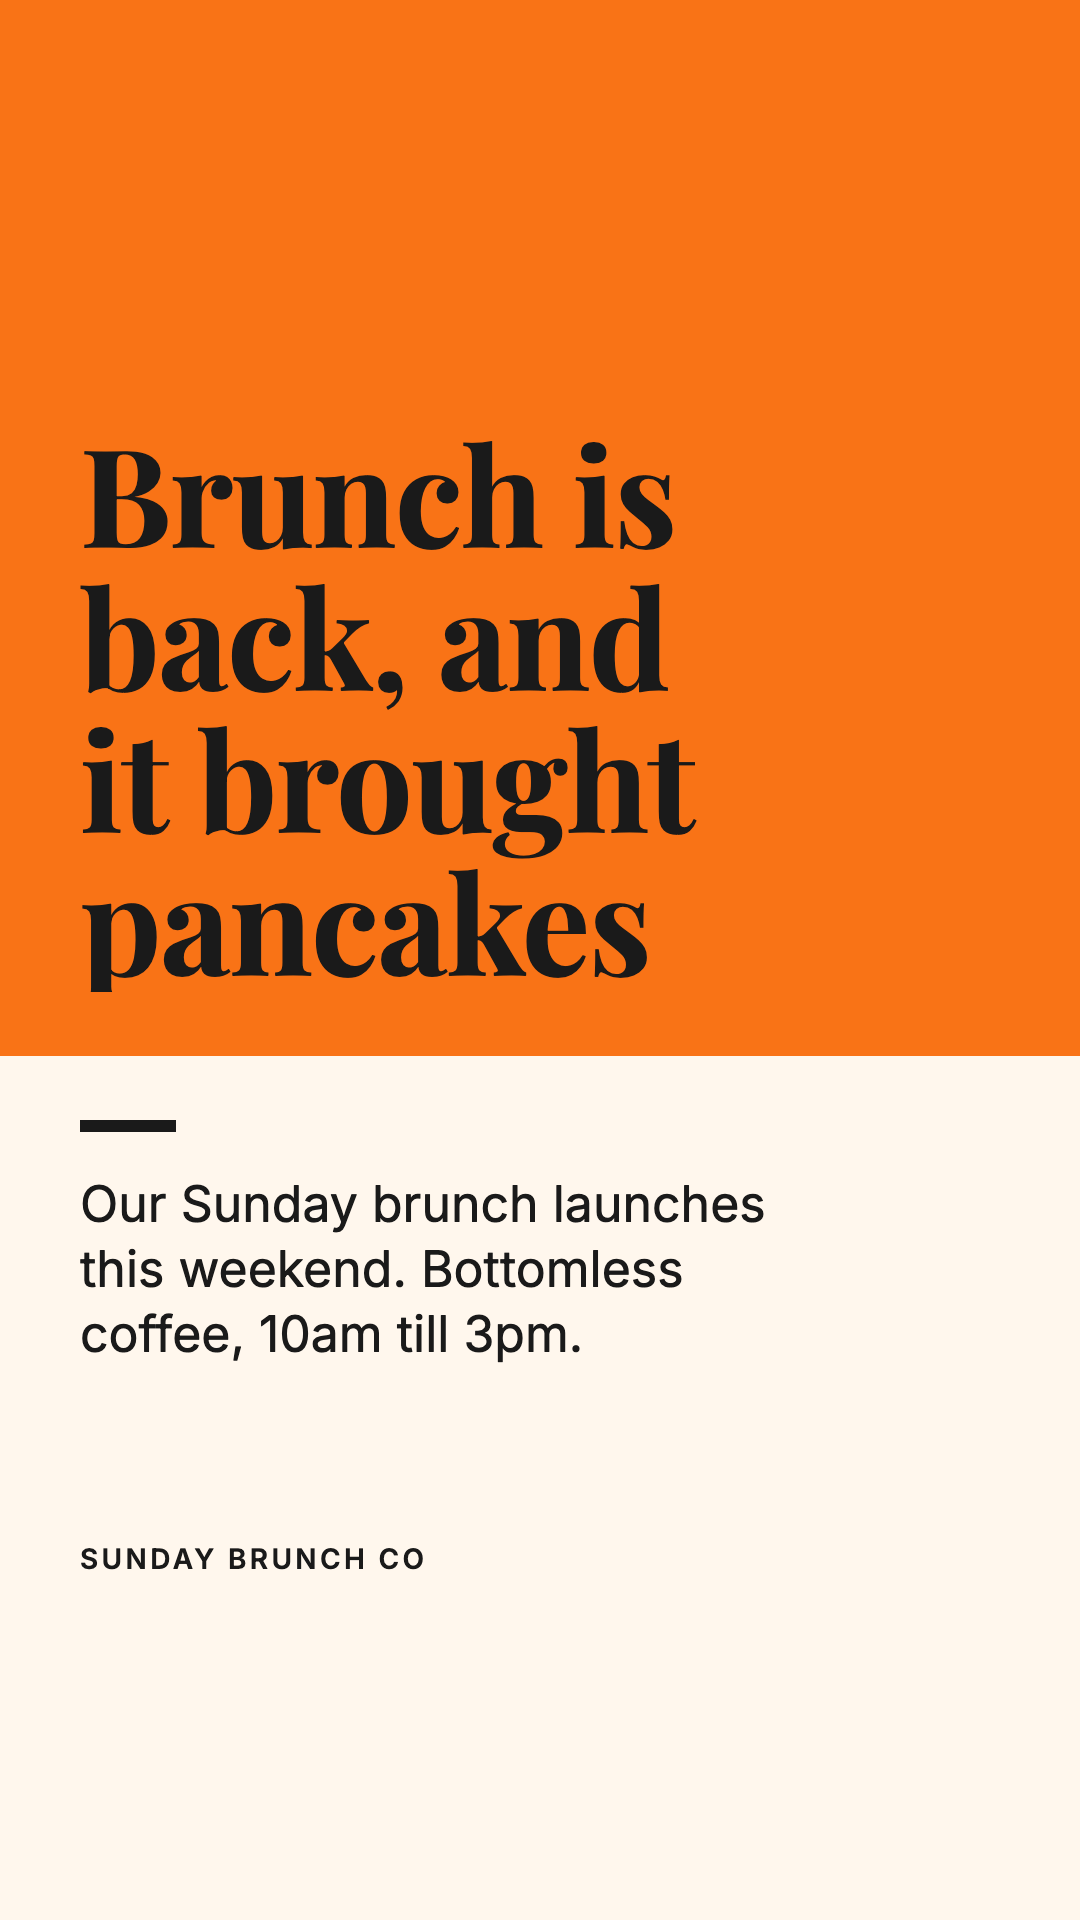 Brunch is
back, and
it brought
pancakes
Our Sunday brunch launches
this weekend. Bottomless
coffee, 10am till 3pm.
SUNDAY BRUNCH CO